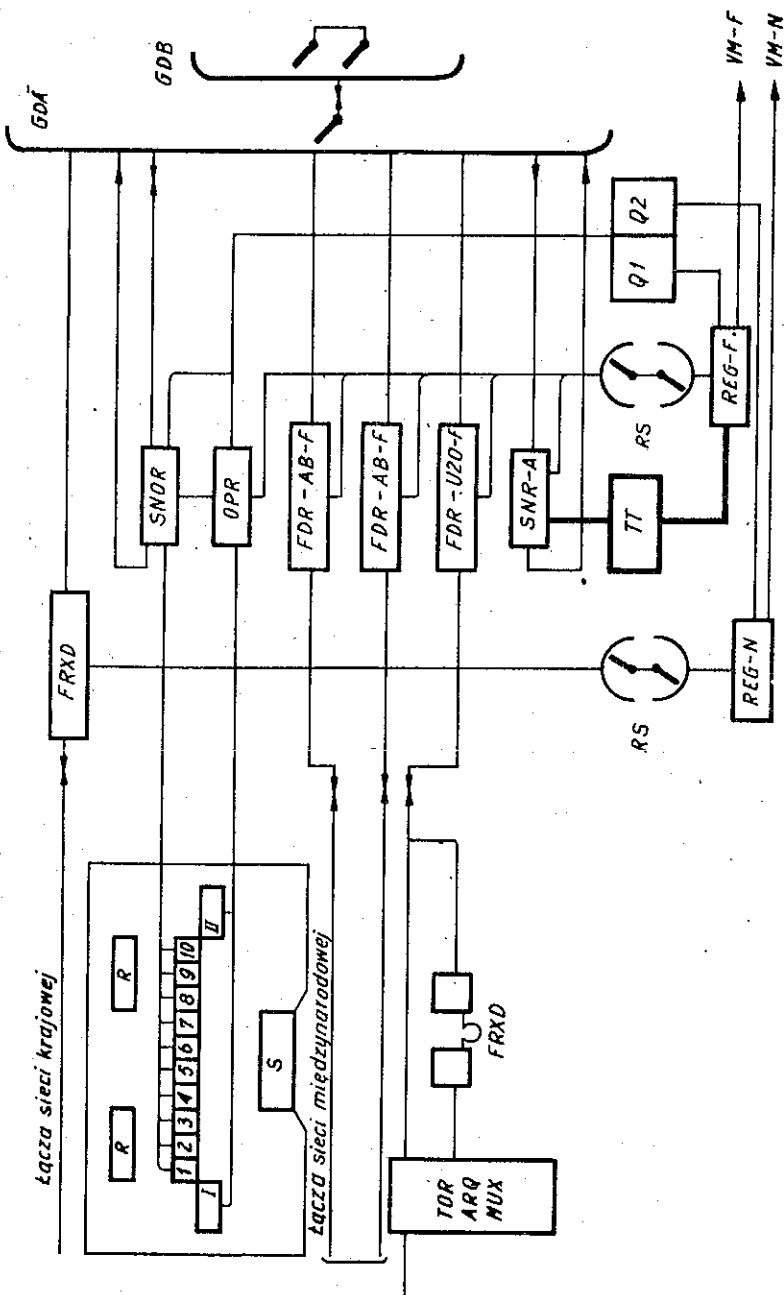 Łącza sieci krajowej
FRXD
GDA
GDB
R
R
1 2 3 4 5 6 7 8 9 10
I
II
S
SNOR
OPR
Łącza sieci międzynarodowej
FDR-AB-F
FDR-AB-F
FDR-U20-F
SNR-A
TT
TOR
ARQ
MUX
FRXD
RS
RS
Q1 Q2
REG-F.
REG-N
VM-F
VM-N